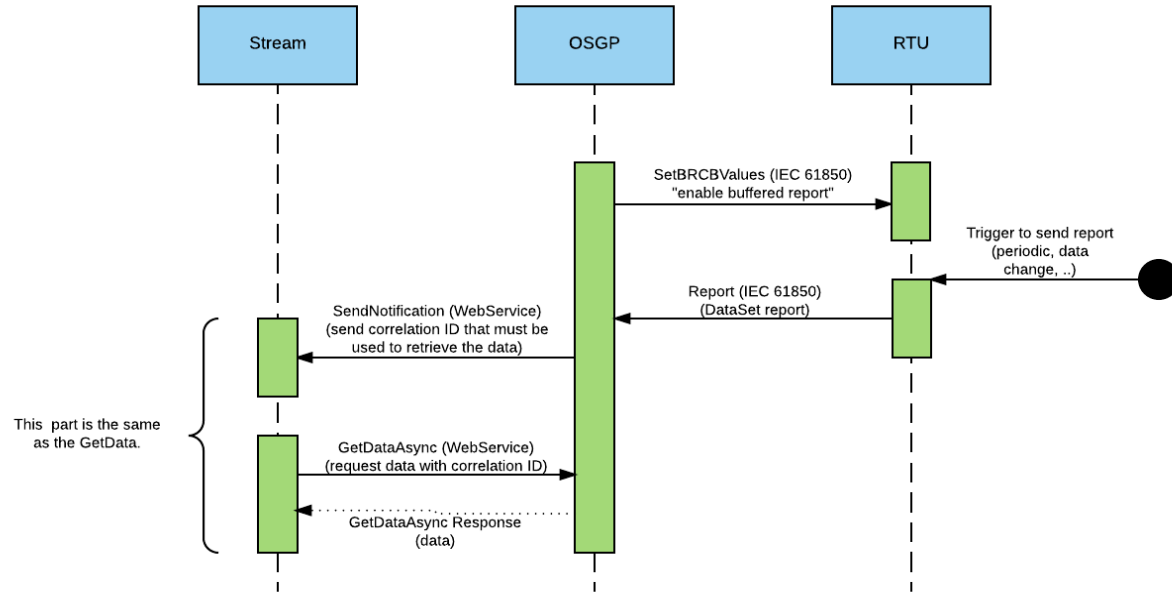 Stream
OSGP
RTU
SetBRCBValues (IEC 61850)
"enable buffered report"
Trigger to send report
(periodic, data
change, ..)
Report (IEC 61850)
(DataSet report)
SendNotification (WebService)
(send correlation ID that must be
used to retrieve the data)
This part is the same
as the GetData.
GetDataAsync (WebService)
(request data with correlation ID)
GetDataAsync Response
(data)